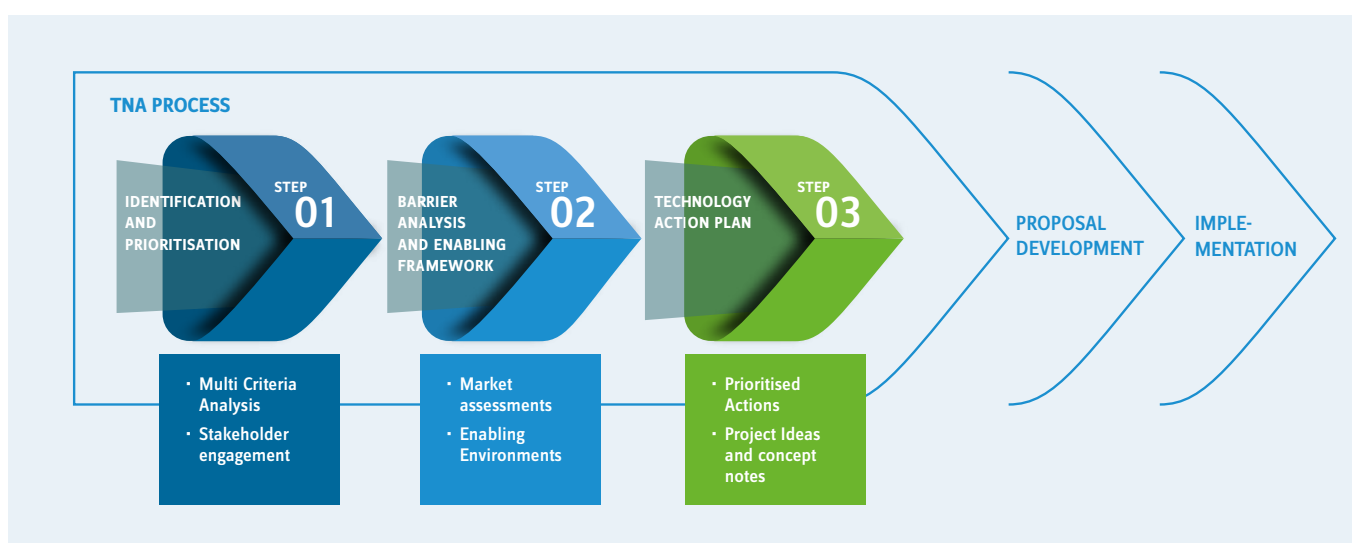 TNA PROCESS
STEP
01
IDENTIFICATION
AND
PRIORITISATION
· Multi Criteria
Analysis
· Stakeholder
engagement
STEP
02
BARRIER
ANALYSIS
AND ENABLING
FRAMEWORK
· Market
assessments
· Enabling
Environments
STEP
03
TECHNOLOGY
ACTION PLAN
· Prioritised
Actions
· Project Ideas
and concept
notes
PROPOSAL
DEVELOPMENT
IMPLE-
MENTATION